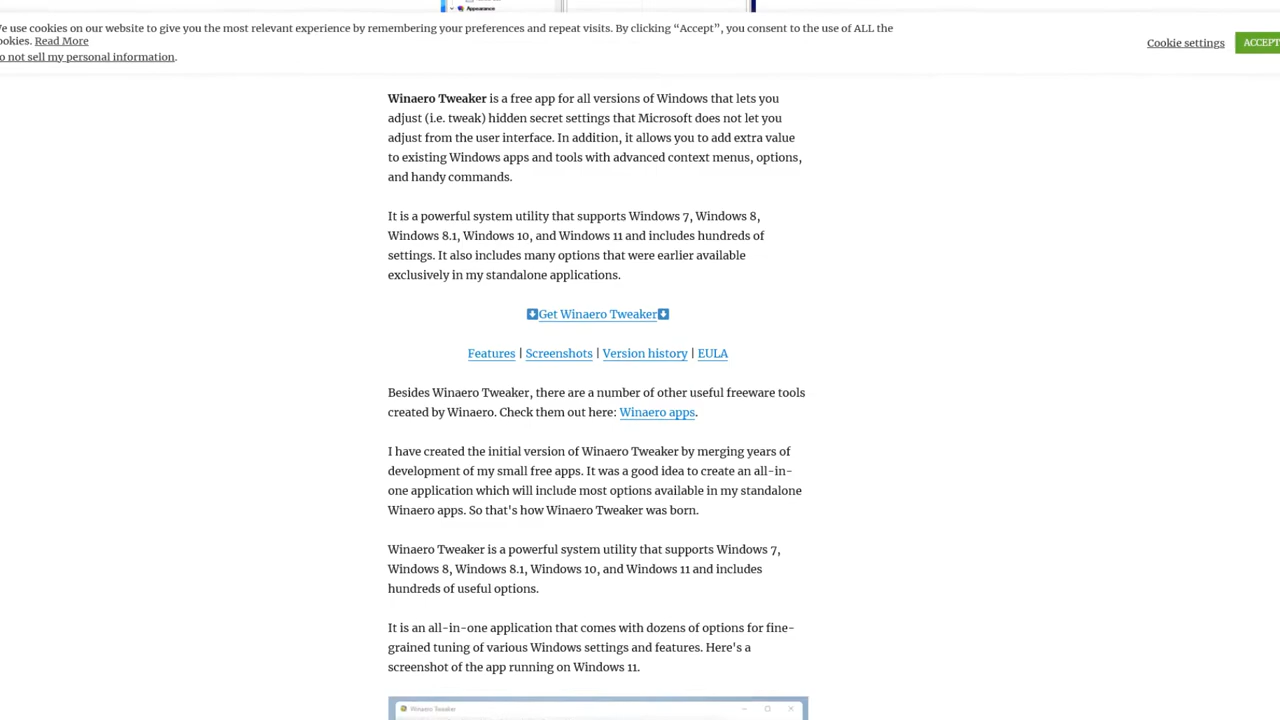 Appearance
e use cookies on our website to give you the most relevant experience by remembering your preferences and repeat visits. By clicking “Accept”, you consent to the use of ALL the
ookies. Read More
o not sell my personal information.
Cookie settings
ACCEPT
Winaero Tweaker is a free app for all versions of Windows that lets you
adjust (i.e. tweak) hidden secret settings that Microsoft does not let you
adjust from the user interface. In addition, it allows you to add extra value
to existing Windows apps and tools with advanced context menus, options,
and handy commands.
It is a powerful system utility that supports Windows 7, Windows 8,
Windows 8.1, Windows 10, and Windows 11 and includes hundreds of
settings. It also includes many options that were earlier available
exclusively in my standalone applications.
Get Winaero Tweaker
Features | Screenshots | Version history | EULA
Besides Winaero Tweaker, there are a number of other useful freeware tools
created by Winaero. Check them out here: Winaero apps.
I have created the initial version of Winaero Tweaker by merging years of
development of my small free apps. It was a good idea to create an all-in-
one application which will include most options available in my standalone
Winaero apps. So that's how Winaero Tweaker was born.
Winaero Tweaker is a powerful system utility that supports Windows 7,
Windows 8, Windows 8.1, Windows 10, and Windows 11 and includes
hundreds of useful options.
It is an all-in-one application that comes with dozens of options for fine-
grained tuning of various Windows settings and features. Here's a
screenshot of the app running on Windows 11.
Winaero Tweaker